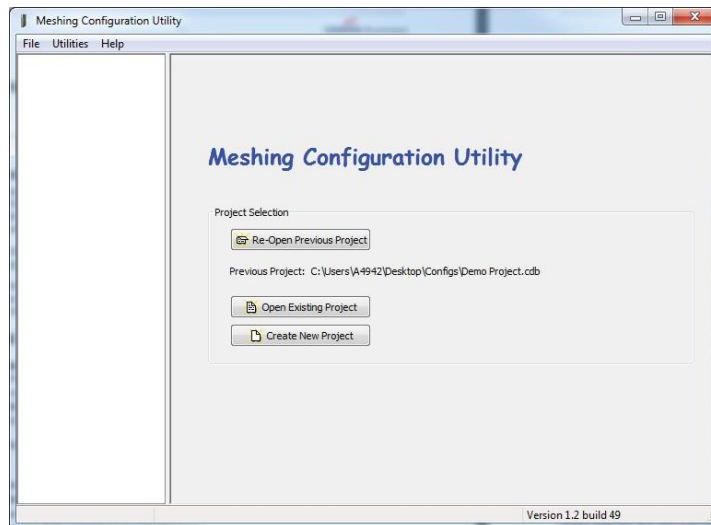 Meshing Configuration Utility
File Utilities Help
Meshing Configuration Utility
Project Selection
Re-Open Previous Project
Previous Project: C:\Users\A4942\Desktop\Configs\Demo Project.cdb
Open Existing Project
Create New Project
Version 1.2 build 49